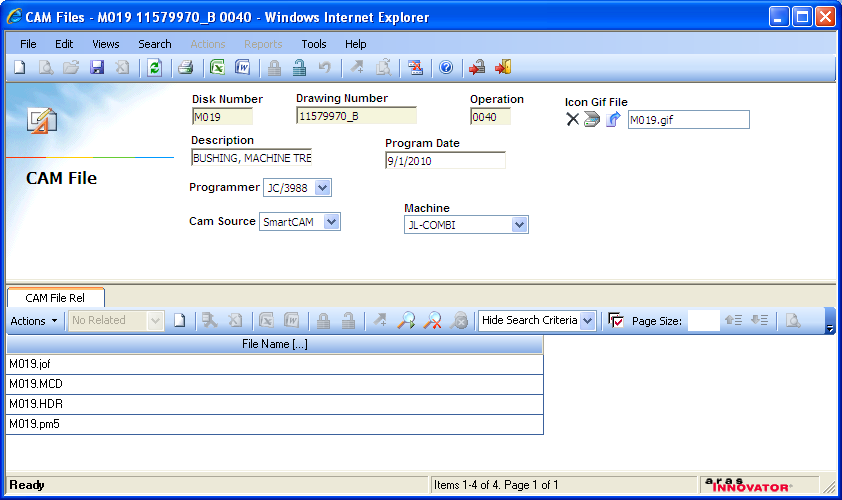 CAM Files - M019 11579970_B 0040 - Windows Internet Explorer
File Edit Views Search Actions Reports Tools Help
Disk Number Drawing Number Operation Icon Gif File
M019 11579970_B 0040 M019.gif
Description Program Date
BUSHING, MACHINE TRE 9/1/2010
CAM File
Programmer JC/3988
Machine
Cam Source SmartCAM JL-COMBI
CAM File Rel
Actions No Related Hide Search Criteria Page Size:
File Name [...]
M019.jof
M019.MCD
M019.HDR
M019.pm5
Ready Items 1-4 of 4. Page 1 of 1 aras INNOVATOR